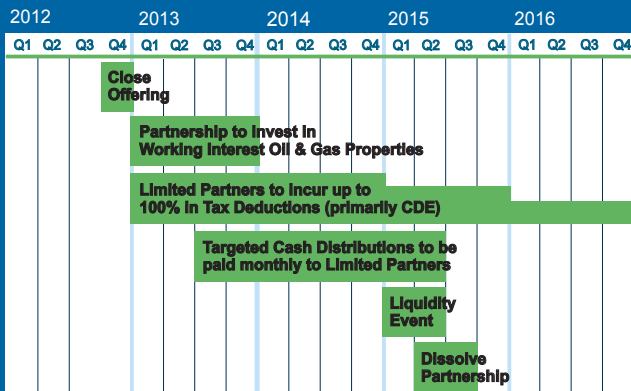 2012 2013 2014 2015 2016
Q1 Q2 Q3 Q4 Q1 Q2 Q3 Q4 Q1 Q2 Q3 Q4 Q1 Q2 Q3 Q4 Q1 Q2 Q3 Q4
Close
Offering
Partnership to Invest in
Working Interest Oil & Gas Properties
Limited Partners to incur up to
100% in Tax Deductions (primarily CDE)
Targeted Cash Distributions to be
paid monthly to Limited Partners
Liquidity
Event
Dissolve
Partnership